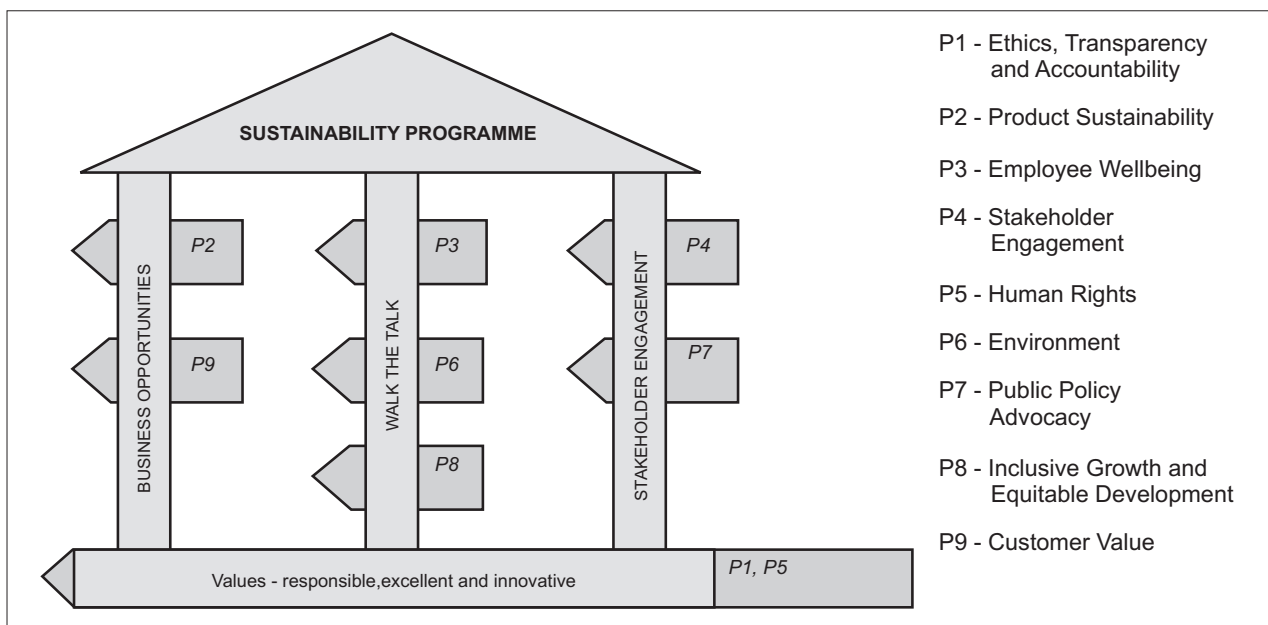 SUSTAINABILITY PROGRAMME
BUSINESS OPPORTUNITIES
P2
P9
WALK THE TALK
P3
P6
P8
STAKEHOLDER ENGAGEMENT
P4
P7
Values - responsible,excellent and innovative
P1, P5
P1 - Ethics, Transparency
and Accountability
P2 - Product Sustainability
P3 - Employee Wellbeing
P4 - Stakeholder
Engagement
P5 - Human Rights
P6 - Environment
P7 - Public Policy
Advocacy
P8 - Inclusive Growth and
Equitable Development
P9 - Customer Value